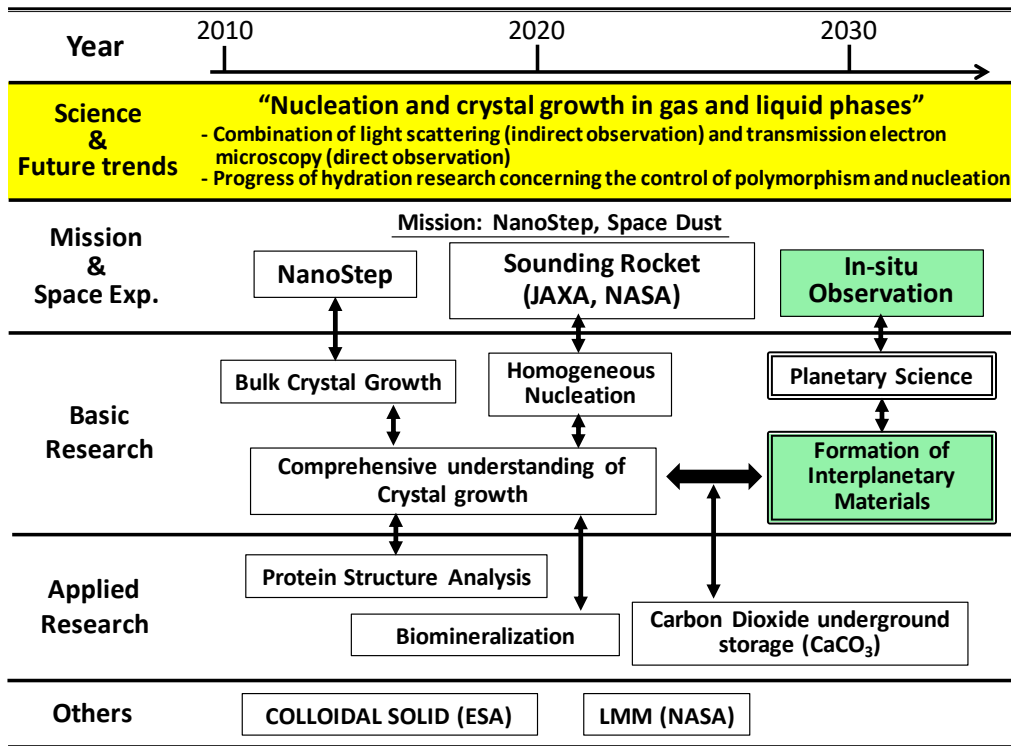 Year
2010
2020
2030
Science
&
Future trends
“Nucleation and crystal growth in gas and liquid phases”
- Combination of light scattering (indirect observation) and transmission electron
microscopy (direct observation)
- Progress of hydration research concerning the control of polymorphism and nucleation
Mission
&
Space Exp.
Mission: NanoStep, Space Dust
NanoStep
Sounding Rocket
(JAXA, NASA)
In-situ
Observation
Basic
Research
Bulk Crystal Growth
Homogeneous
Nucleation
Planetary Science
Comprehensive understanding of
Crystal growth
Formation of
Interplanetary
Materials
Applied
Research
Protein Structure Analysis
Biomineralization
Carbon Dioxide underground
storage (CaCO₃)
Others
COLLOIDAL SOLID (ESA)
LMM (NASA)